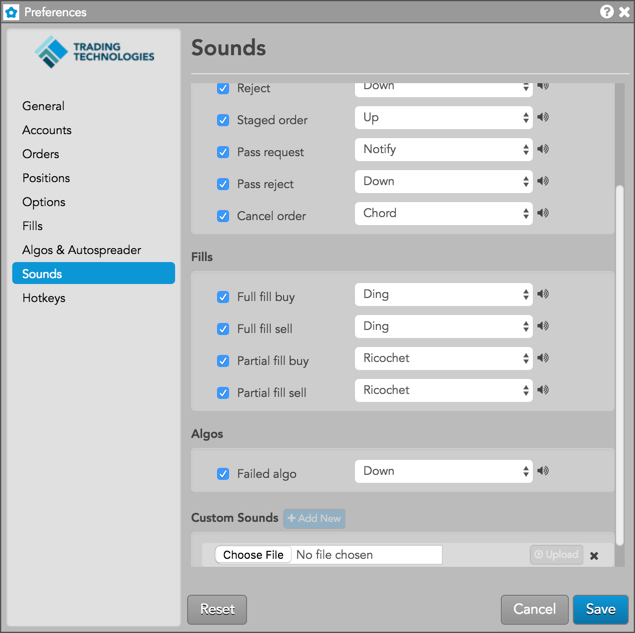 Preferences
TRADING
TECHNOLOGIES
General
Accounts
Orders
Positions
Options
Fills
Algos & Autospreader
Sounds
Hotkeys
Sounds
Reject Down
Staged order Up
Pass request Notify
Pass reject Down
Cancel order Chord
Fills
Full fill buy Ding
Full fill sell Ding
Partial fill buy Ricochet
Partial fill sell Ricochet
Algos
Failed algo Down
Custom Sounds + Add New
Choose File No file chosen Upload
Reset Cancel Save